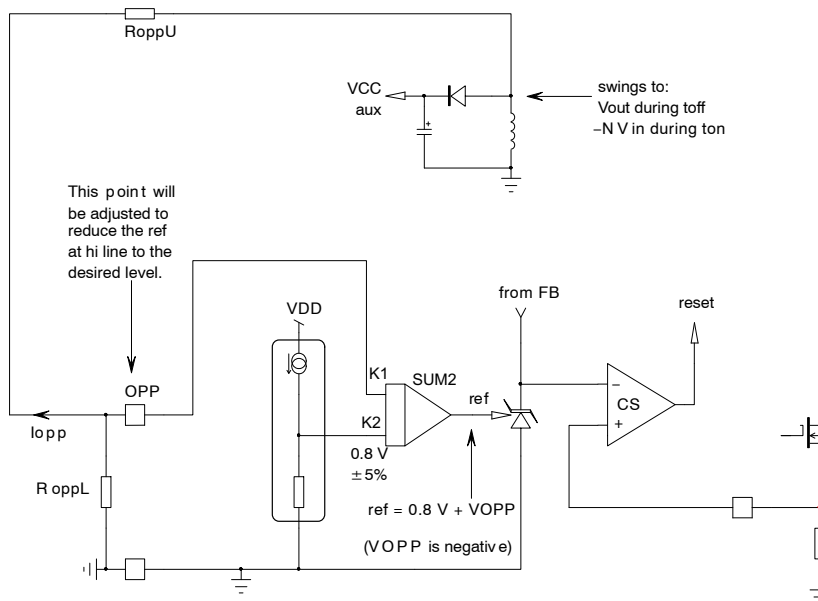 RoppU
VCC
aux
swings to:
Vout during toff
−N V in during ton
This point will
be adjusted to
reduce the ref
at hi line to the
desired level.
from FB
reset
VDD
OPP
K1
SUM2
ref
CS
−
+
Iopp
K2
0.8 V
±5%
R oppL
ref = 0.8 V + VOPP
(VOPP is negative)
+